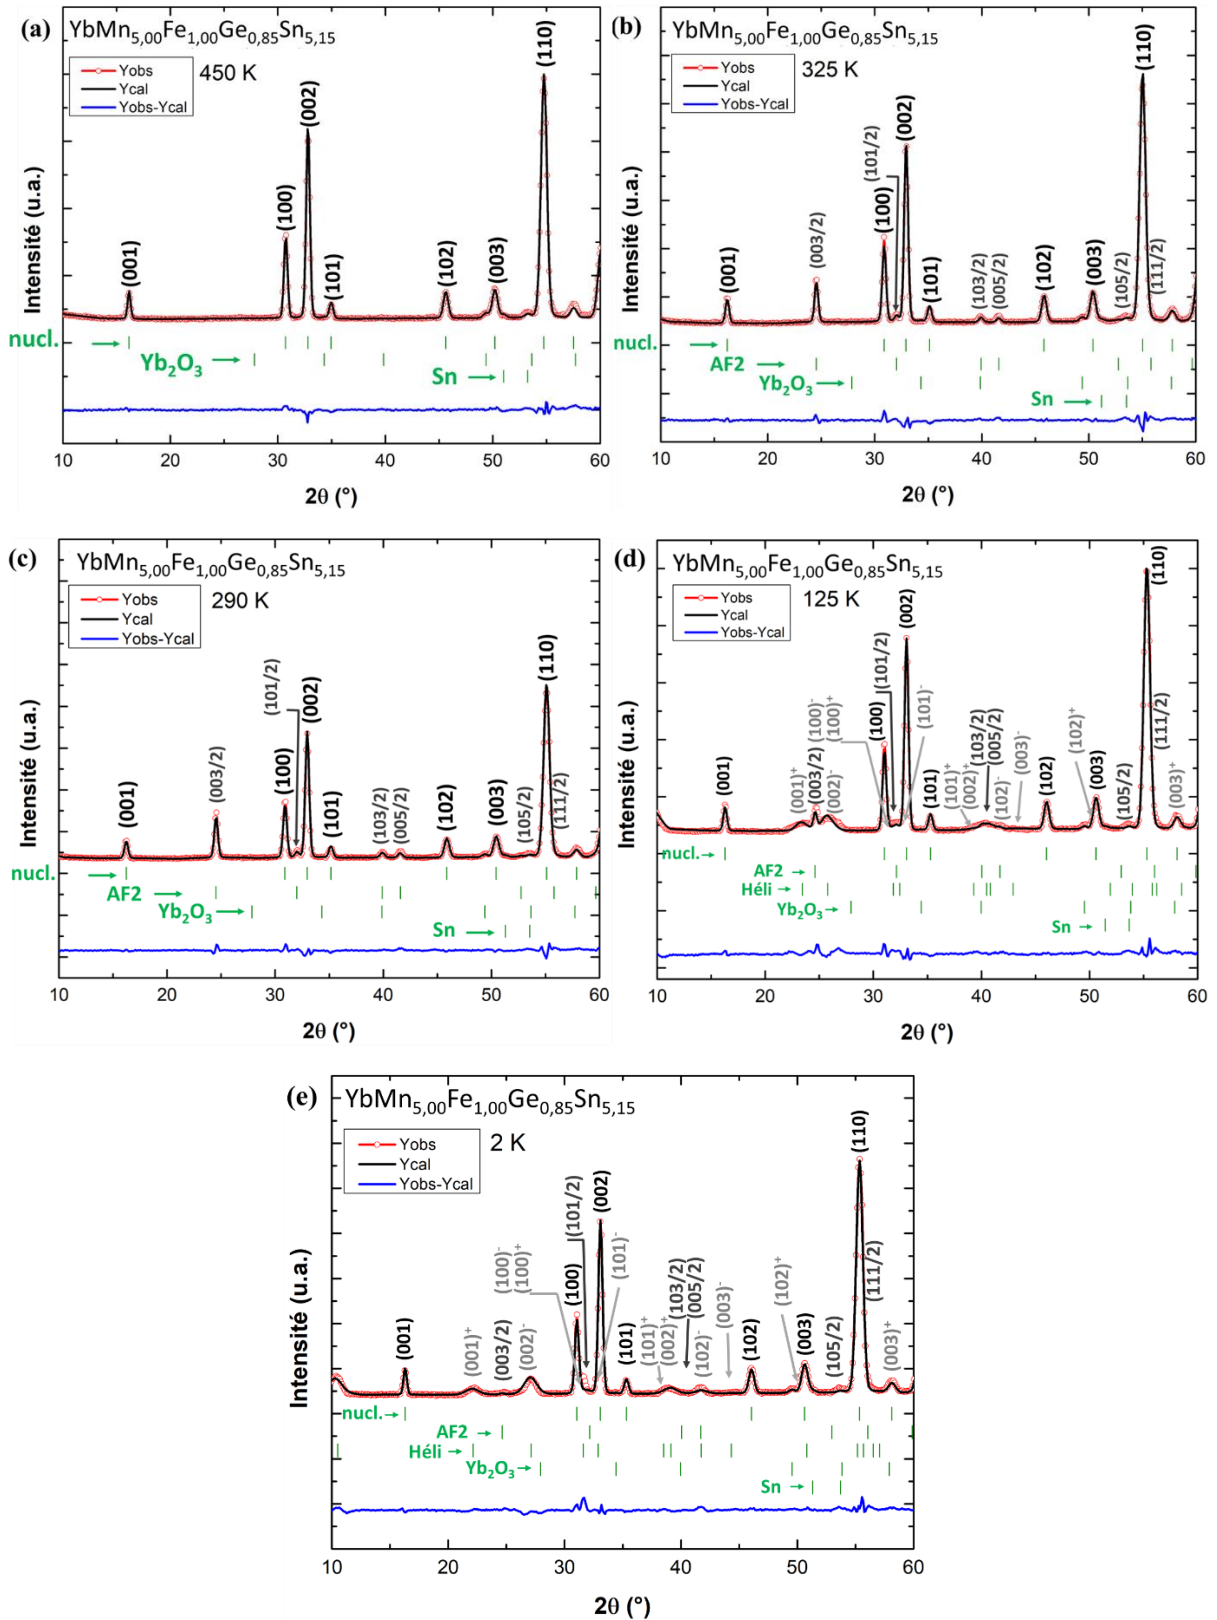 (a) YbMn5,00Fe1,00Ge0,85Sn5,15
450 K
Yobs
Ycal
Yobs-Ycal
(001)
(100)
(002)
(101)
(102)
(003)
(110)
Intensité (u.a.)
nucl.
Yb2O3
Sn
10 20 30 40 50 60
2θ (°)
(b) YbMn5,00Fe1,00Ge0,85Sn5,15
325 K
Yobs
Ycal
Yobs-Ycal
(001)
(003/2)
(100)
(101/2)
(002)
(101)
(103/2)
(005/2)
(102)
(003)
(105/2)
(110)
(111/2)
Intensité (u.a.)
nucl.
AF2
Yb2O3
Sn
10 20 30 40 50 60
2θ (°)
(c) YbMn5,00Fe1,00Ge0,85Sn5,15
290 K
Yobs
Ycal
Yobs-Ycal
(001)
(003/2)
(100)
(101/2)
(002)
(101)
(103/2)
(005/2)
(102)
(003)
(105/2)
(110)
(111/2)
Intensité (u.a.)
nucl.
AF2
Yb2O3
Sn
10 20 30 40 50 60
2θ (°)
(d) YbMn5,00Fe1,00Ge0,85Sn5,15
125 K
Yobs
Ycal
Yobs-Ycal
(001)
(001)+
(003/2)
(002)-
(100)-
(100)+
(100)
(101/2)
(002)
(101)-
(101)
(101)+
(002)+
(103/2)
(005/2)
(102)-
(003)-
(102)
(102)+
(003)
(105/2)
(110)
(111/2)
(003)+
Intensité (u.a.)
nucl.
AF2
Héli
Yb2O3
Sn
10 20 30 40 50 60
2θ (°)
(e) YbMn5,00Fe1,00Ge0,85Sn5,15
2 K
Yobs
Ycal
Yobs-Ycal
(001)
(001)+
(003/2)
(002)-
(100)-
(100)+
(100)
(101/2)
(002)
(101)-
(101)
(101)+
(002)+
(103/2)
(005/2)
(102)-
(003)-
(102)
(102)+
(003)
(105/2)
(110)
(111/2)
(003)+
Intensité (u.a.)
nucl.
AF2
Héli
Yb2O3
Sn
10 20 30 40 50 60
2θ (°)